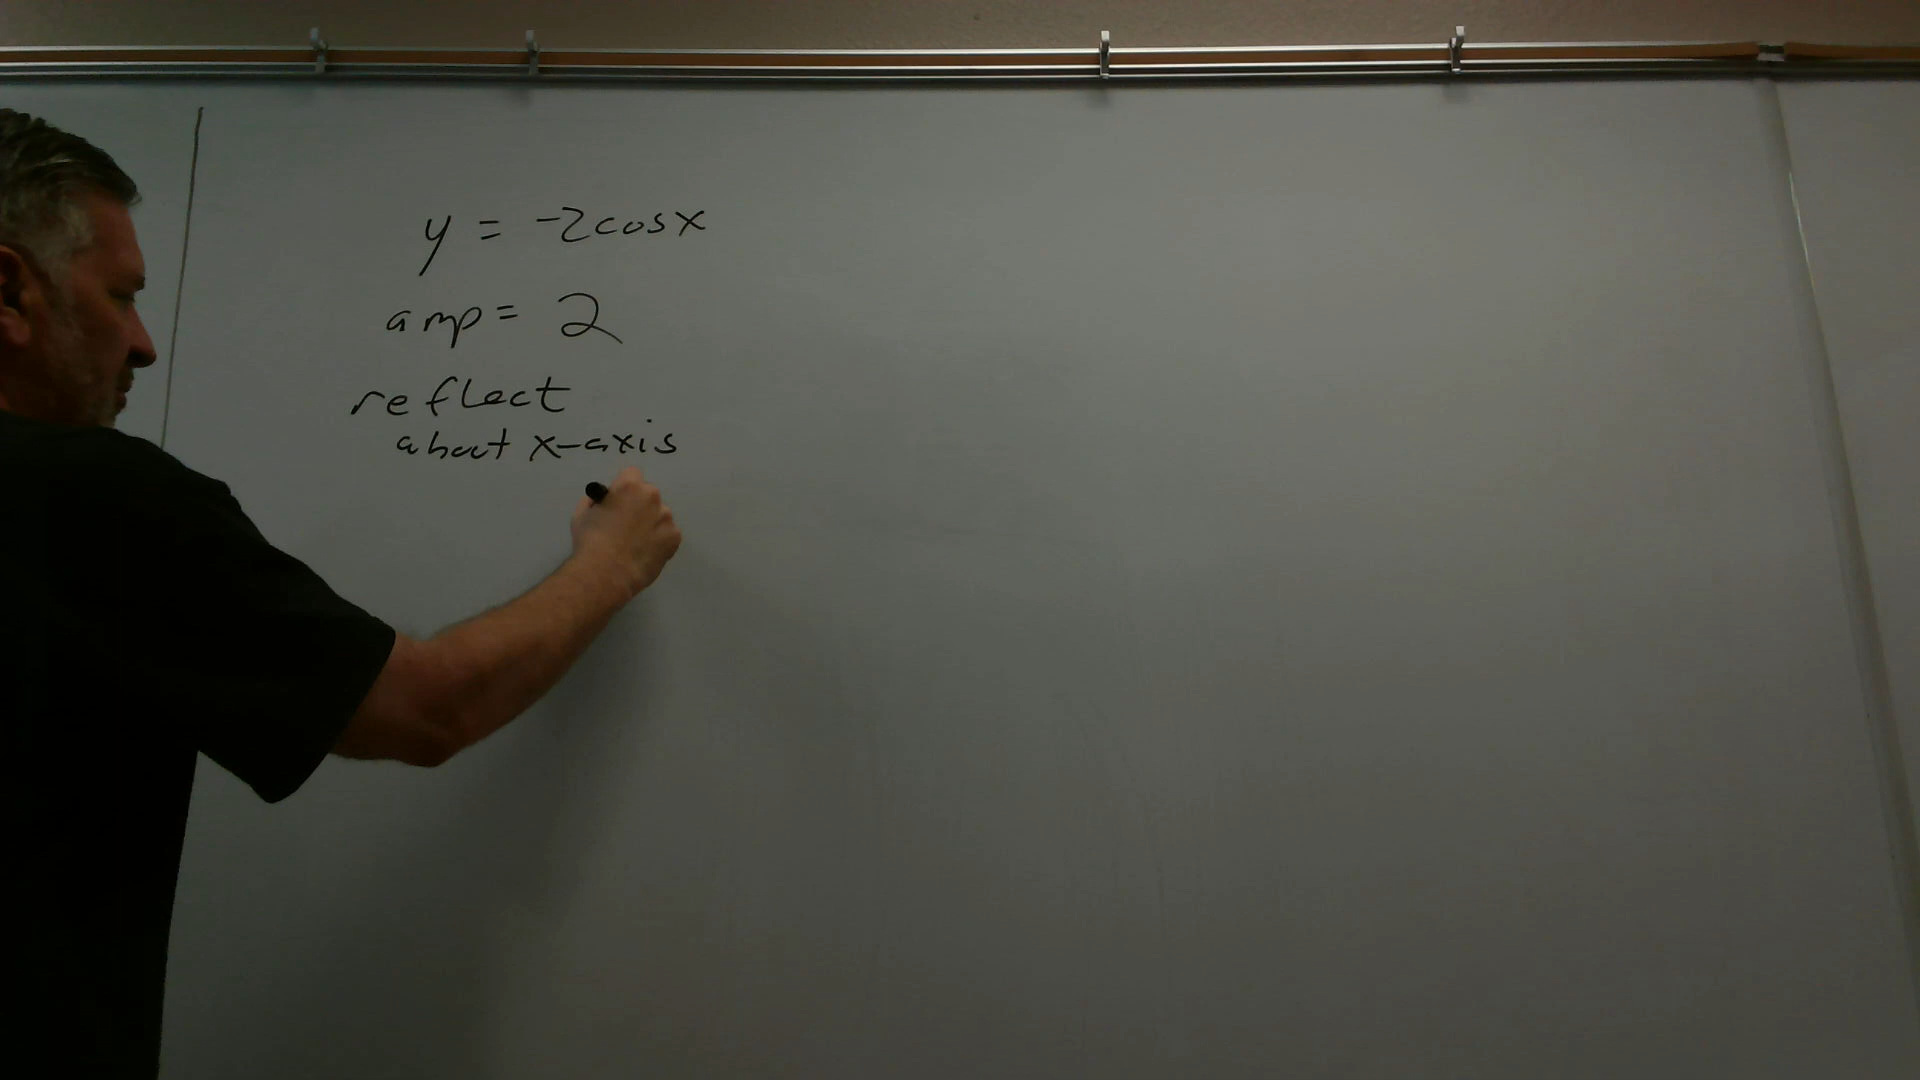 y = -2cosx
amp = 2
reflect
about x-axis